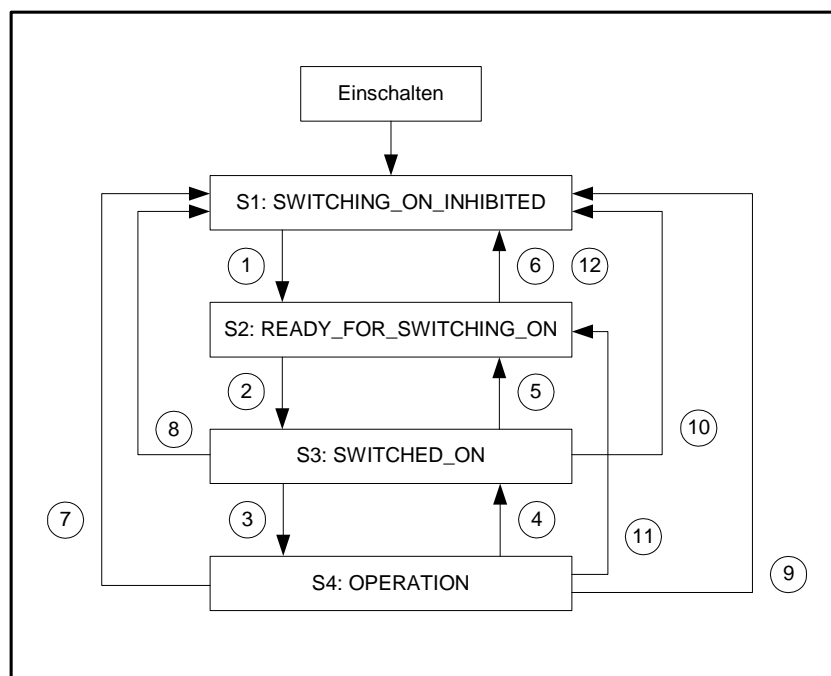 Einschalten
S1: SWITCHING_ON_INHIBITED
1
6
12
S2: READY_FOR_SWITCHING_ON
2
5
8
10
S3: SWITCHED_ON
7
3
4
11
S4: OPERATION
9